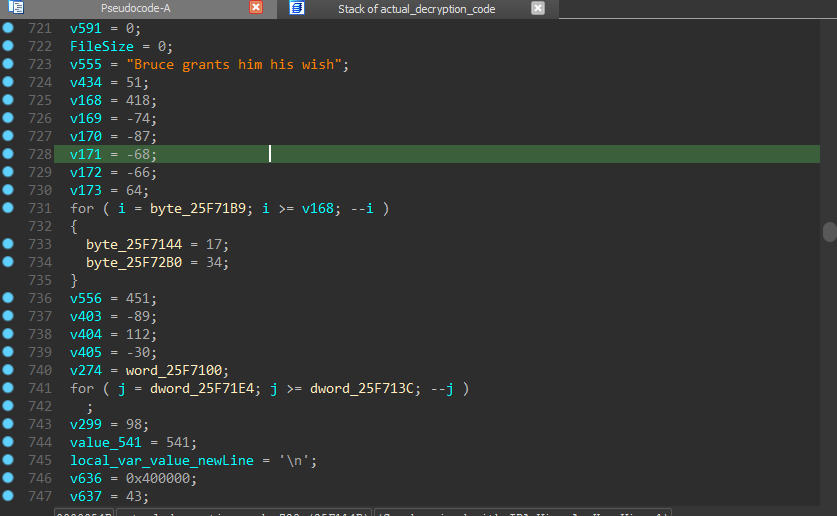 Pseudocode-A
Stack of actual_decryption_code
721 v591 = 0;
722 FileSize = 0;
723 v555 = "Bruce grants him his wish";
724 v434 = 51;
725 v168 = 418;
726 v169 = -74;
727 v170 = -87;
728 v171 = -68;
729 v172 = -66;
730 v173 = 64;
731 for ( i = byte_25F71B9; i >= v168; --i )
732 {
733 byte_25F7144 = 17;
734 byte_25F72B0 = 34;
735 }
736 v556 = 451;
737 v403 = -89;
738 v404 = 112;
739 v405 = -30;
740 v274 = word_25F7100;
741 for ( j = dword_25F71E4; j >= dword_25F713C; --j )
742 ;
743 v299 = 98;
744 value_541 = 541;
745 local_var_value_newLine = '\n';
746 v636 = 0x400000;
747 v637 = 43;